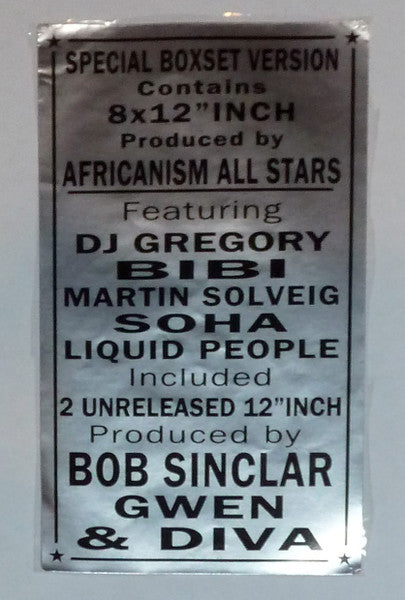 SPECIAL BOXSET VERSION
Contains
8x12"INCH
Produced by
AFRICANISM ALL STARS
Featuring
DJ GREGORY
BIBI
MARTIN SOLVEIG
SOHA
LIQUID PEOPLE
Included
2 UNRELEASED 12"INCH
Produced by
BOB SINCLAR
GWEN
& DIVA